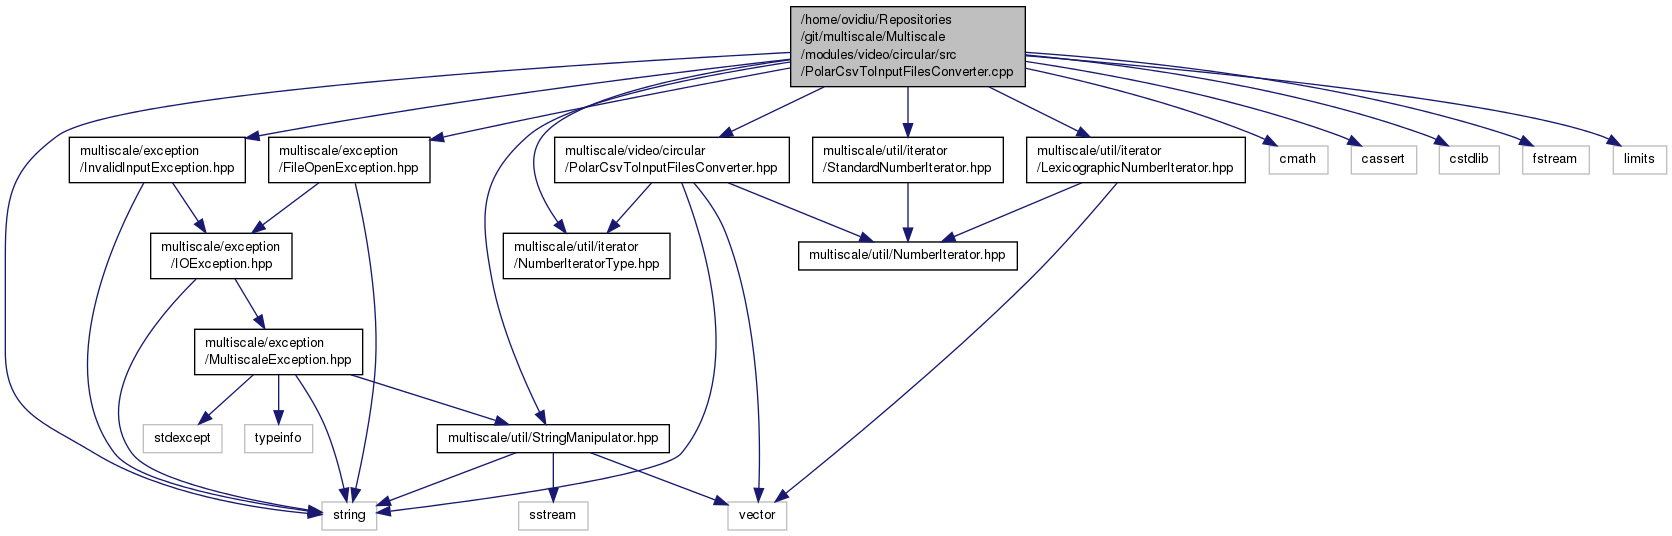 /home/ovidiu/Repositories
/git/multiscale/Multiscale
/modules/video/circular/src
/PolarCsvToInputFilesConverter.cpp
multiscale/exception
/InvalidInputException.hpp
multiscale/exception
/FileOpenException.hpp
multiscale/video/circular
/PolarCsvToInputFilesConverter.hpp
multiscale/util/iterator
/StandardNumberIterator.hpp
multiscale/util/iterator
/LexicographicNumberIterator.hpp
cmath
cassert
cstdlib
fstream
limits
multiscale/exception
/IOException.hpp
multiscale/util/iterator
/NumberIteratorType.hpp
multiscale/util/NumberIterator.hpp
multiscale/exception
/MultiscaleException.hpp
stdexcept
typeinfo
multiscale/util/StringManipulator.hpp
string
sstream
vector